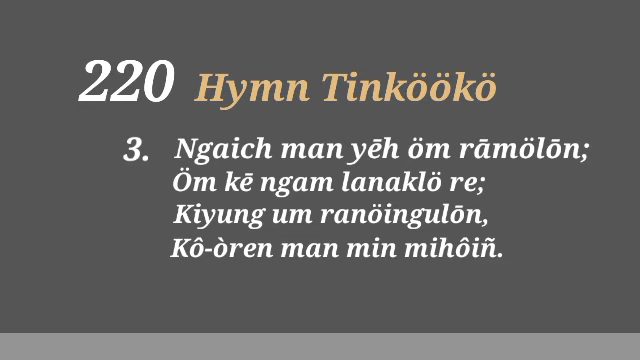 220 Hymn Tinköökö
3. Ngaich man yēh öm rāmölōn;
Öm kē ngam lanaklö re;
Kiyung um ranöingulōn,
Kô-òren man min mihôiñ.